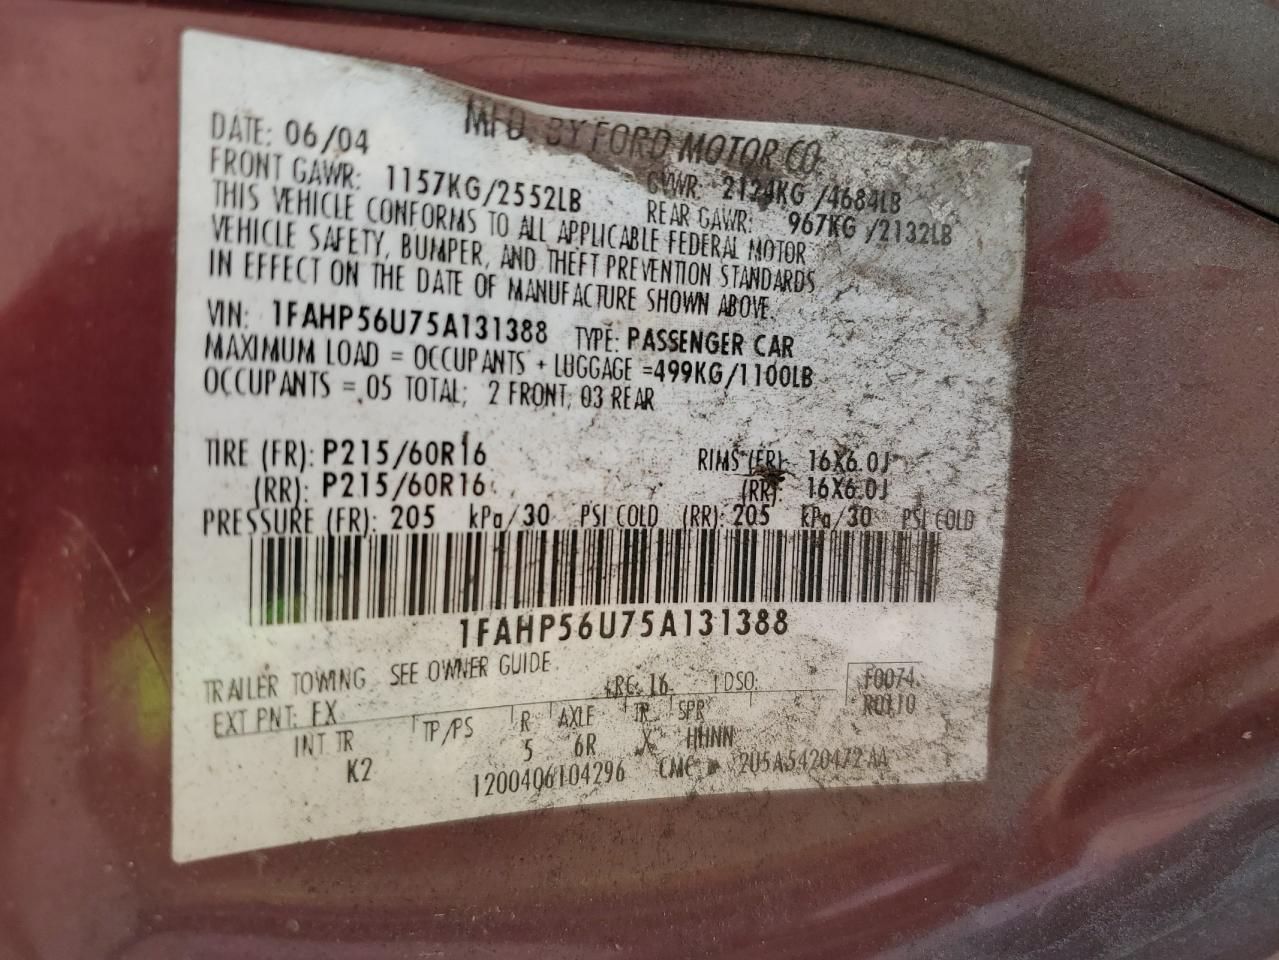 MFD. BY FORD MOTOR CO.
DATE: 06/04 GVWR: 2124KG /4684LB
FRONT GAWR: 1157KG/2552LB REAR GAWR: 967KG /2132LB
THIS VEHICLE CONFORMS TO ALL APPLICABLE FEDERAL MOTOR
VEHICLE SAFETY, BUMPER, AND THEFT PREVENTION STANDARDS
IN EFFECT ON THE DATE OF MANUFACTURE SHOWN ABOVE.
VIN: 1FAHP56U75A131388 TYPE: PASSENGER CAR
MAXIMUM LOAD = OCCUPANTS + LUGGAGE =499KG/1100LB
OCCUPANTS = 05 TOTAL; 2 FRONT; 03 REAR
TIRE (FR): P215/60R16 RIMS (FR): 16X6.0J
(RR): P215/60R16 (RR): 16X6.0J
PRESSURE (FR): 205 kPa/30 PSI COLD (RR): 205 kPa/30 PSI COLD
1FAHP56U75A131388
TRAILER TOWING SEE OWNER GUIDE
EXT PNT: FX RC: 16 DSO: F0074
R0110
INT TR TP/PS R AXLE TR SPR
K2 5 6R X HHNN
1200406104296 CMC 2U5A5420472AA